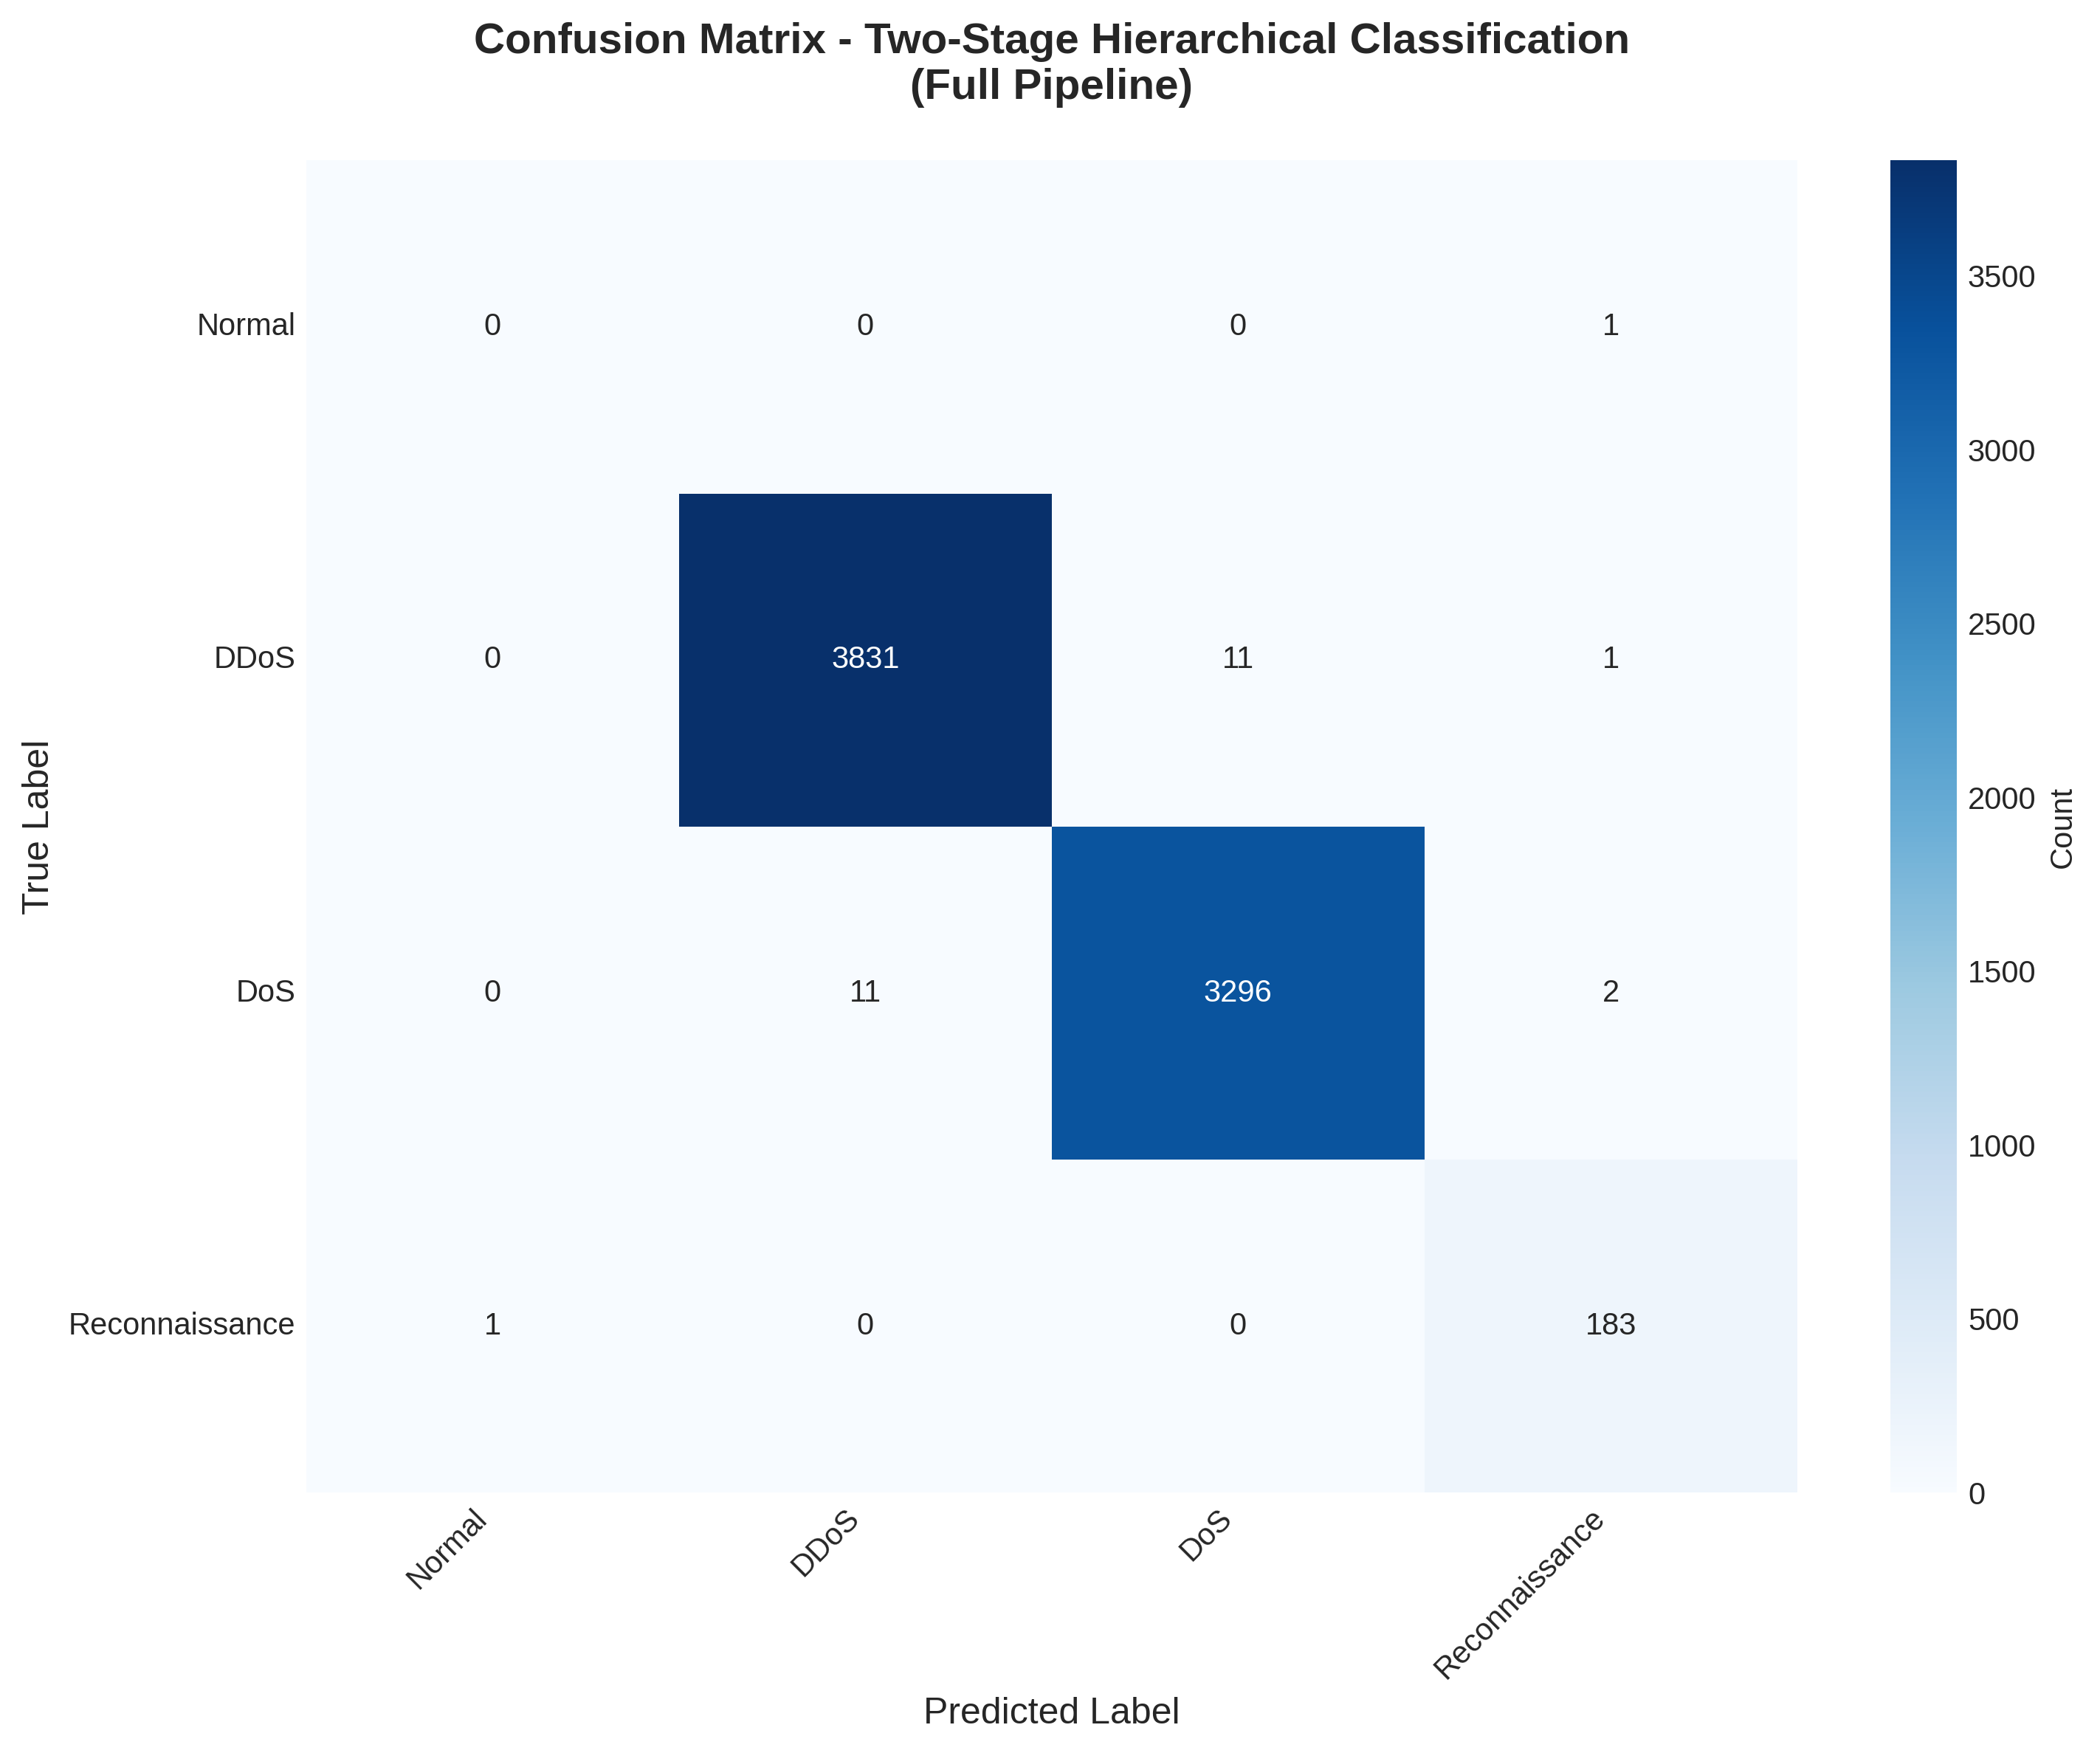 Confusion Matrix - Two-Stage Hierarchical Classification
(Full Pipeline)
True Label
Normal 0 0 0 1
DDoS 0 3831 11 1
DoS 0 11 3296 2
Reconnaissance 1 0 0 183
Normal DDoS DoS Reconnaissance
Predicted Label
3500
3000
2500
2000
1500
1000
500
0
Count